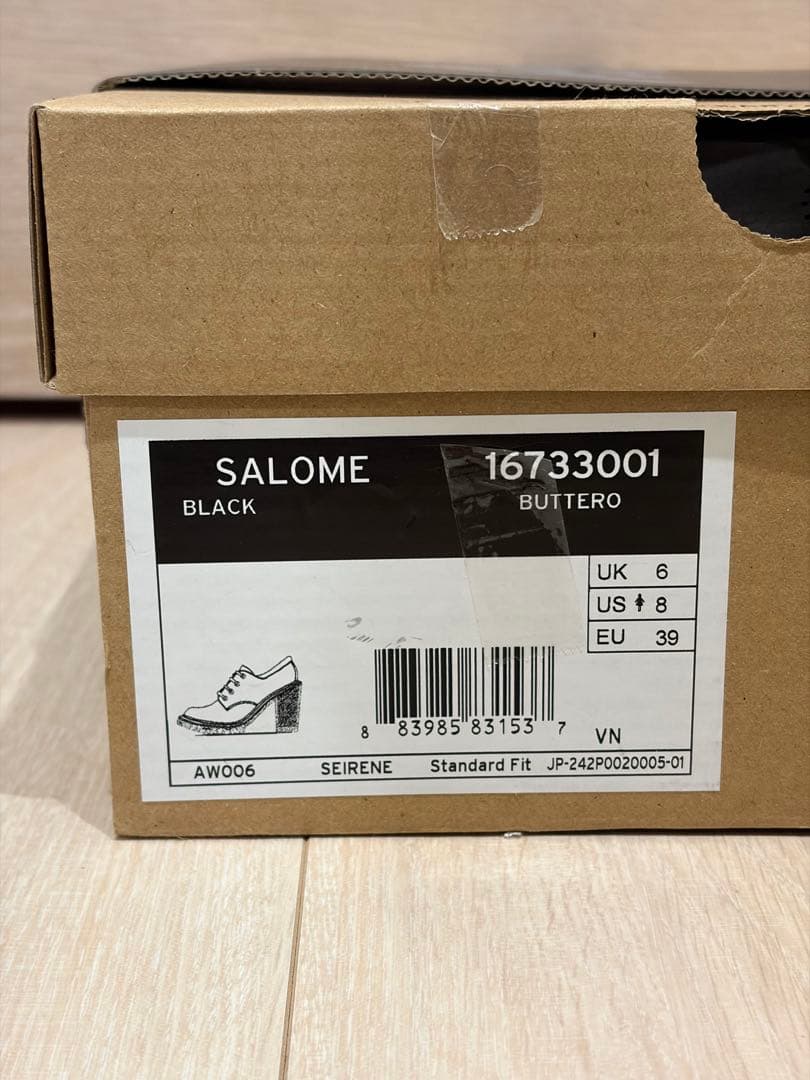 SALOME 16733001
BLACK BUTTERO
UK 6
US 8
EU 39
8 83985 83153 7
VN
AW006 SEIRENE Standard Fit JP-242P0020005-01